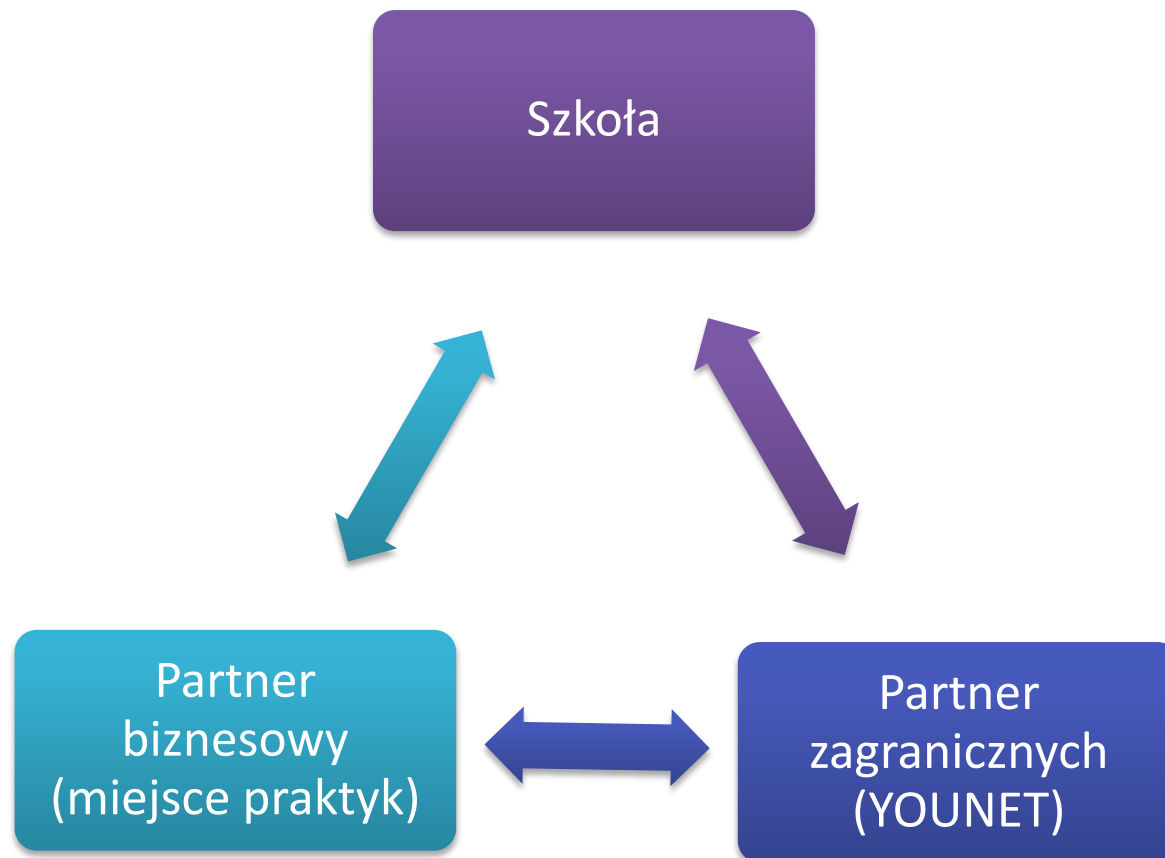 Szkoła
Partner
biznesowy
(miejsce praktyk)
Partner
zagranicznych
(YOUNET)